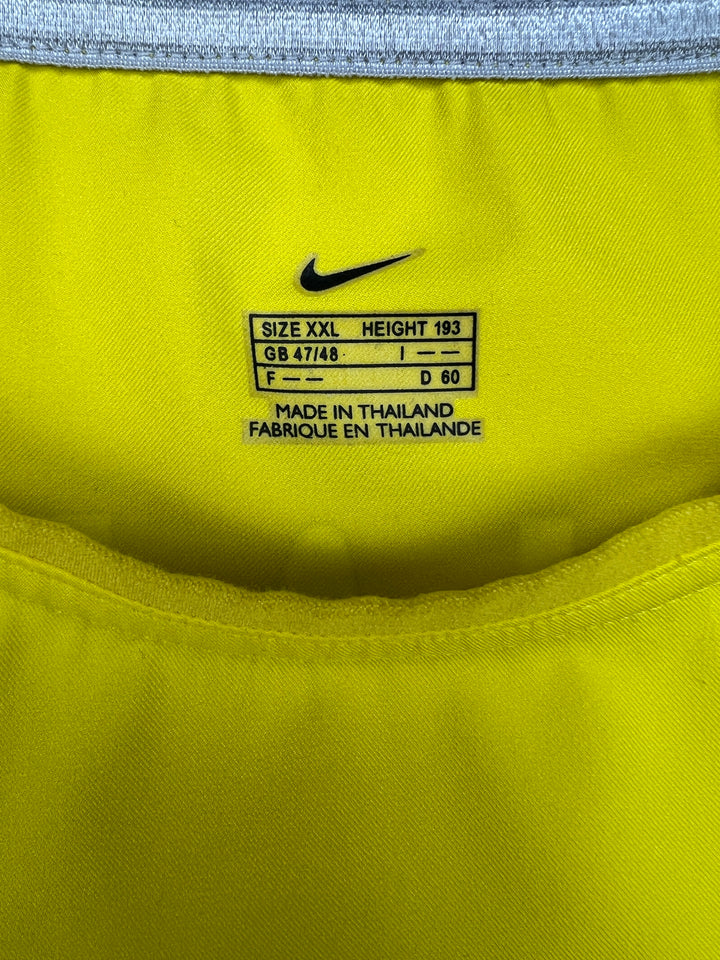 SIZE XXL HEIGHT 193
GB 47/48 I — —
F — — D 60
MADE IN THAILAND
FABRIQUE EN THAILANDE